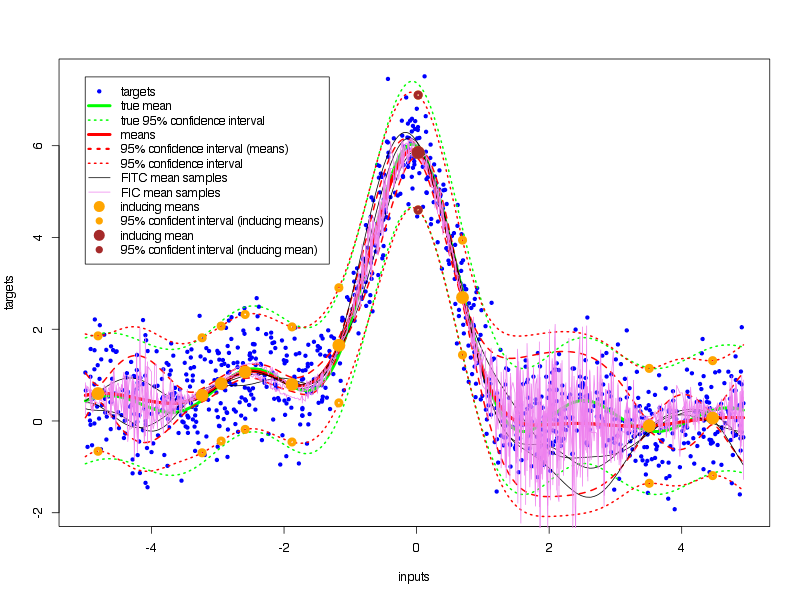 targets
true mean
true 95% confidence interval
means
95% confidence interval (means)
95% confidence interval
FITC mean samples
FIC mean samples
inducing means
95% confident interval (inducing means)
inducing mean
95% confident interval (inducing mean)
targets
6
4
2
0
-2
-4
-2
0
2
4
inputs